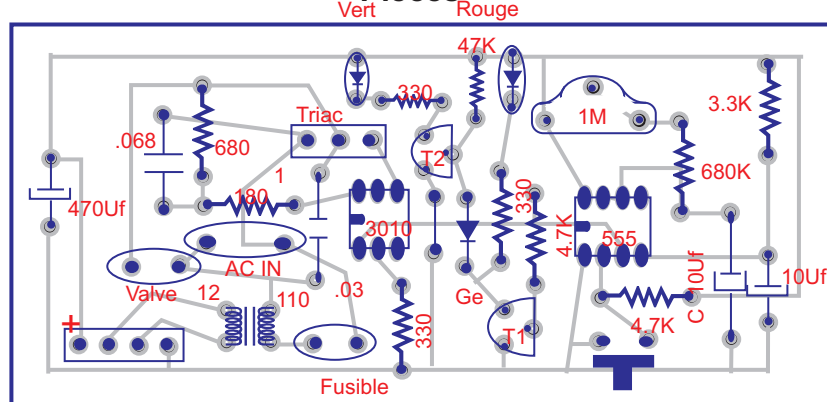 Vert Rouge
47K
330
1M
3.3K
Triac
.068
680
T2
1
680K
180
330
470Uf
3010
4.7K
555
AC IN
10Uf
10Uf
Valve
12
110
.03
Ge
C
+
330
T1
4.7K
Fusible